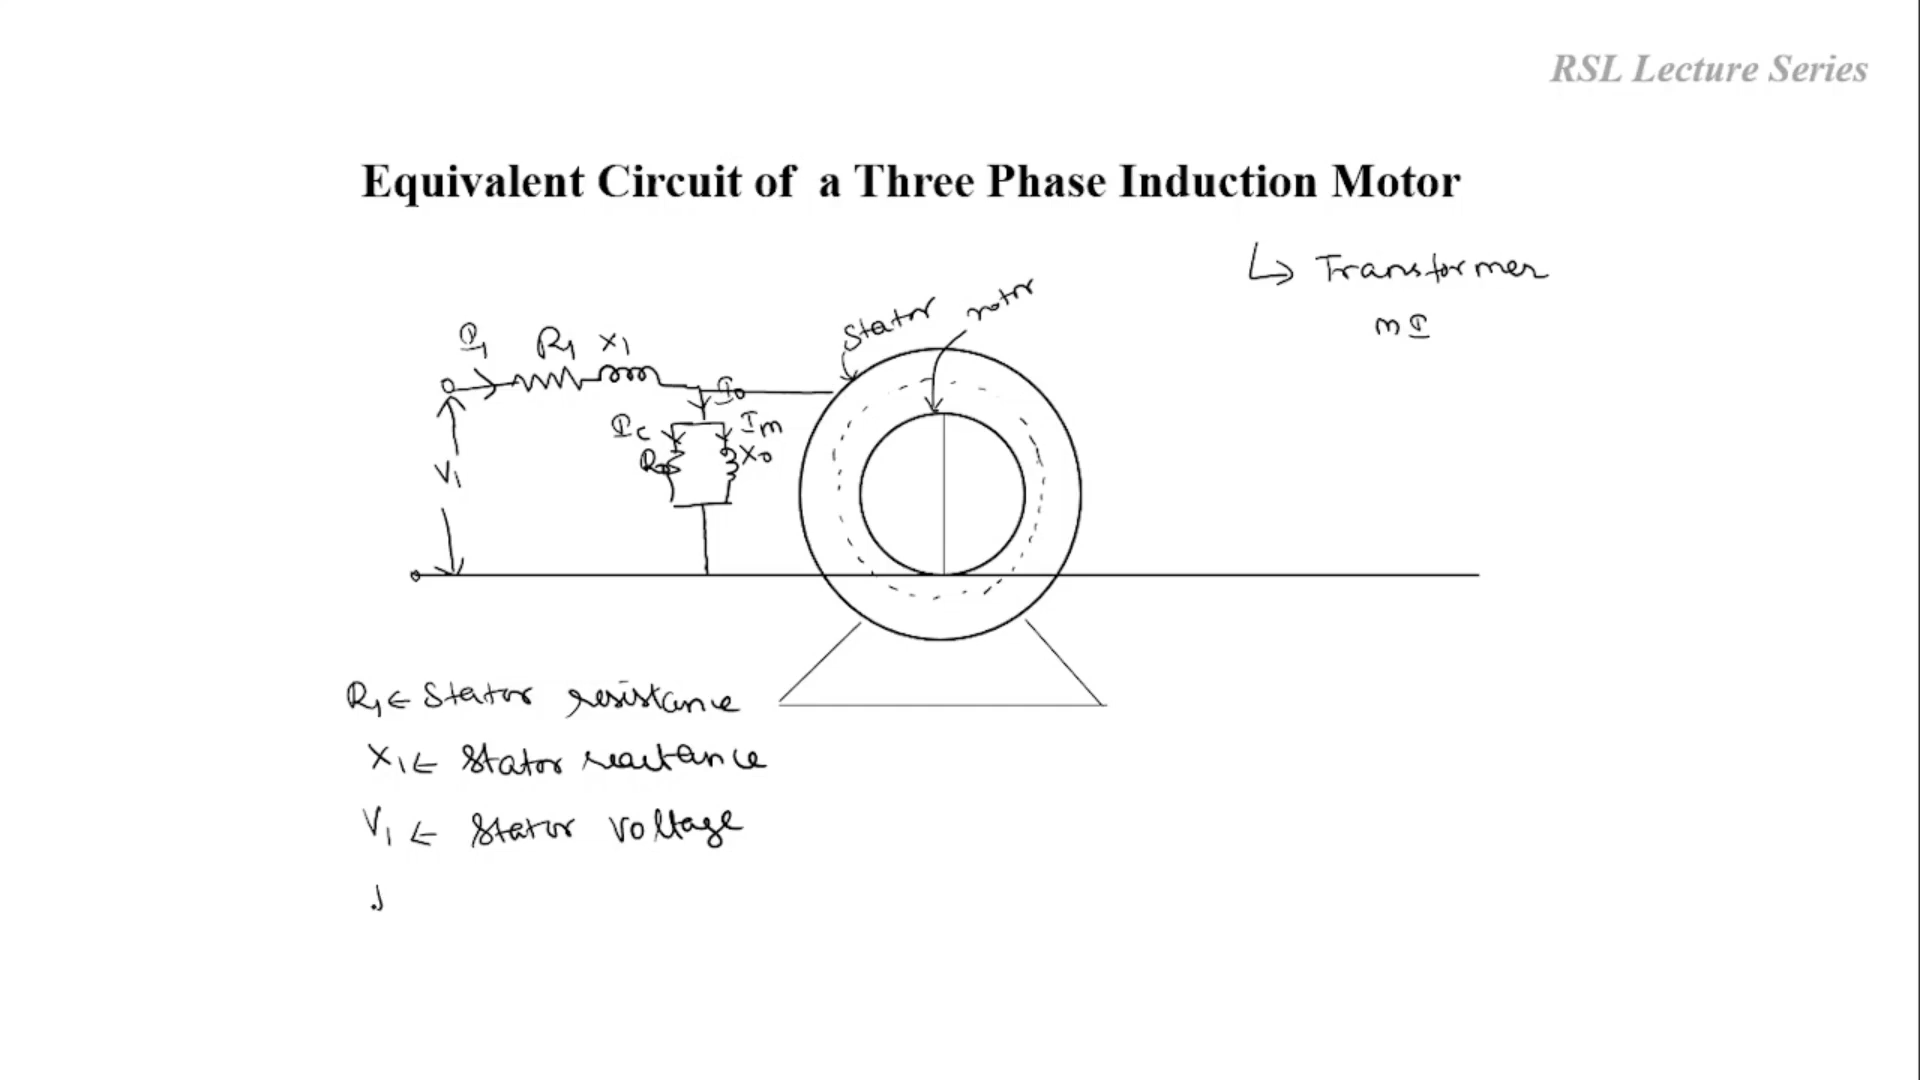 RSL Lecture Series
Equivalent Circuit of a Three Phase Induction Motor
↳ Transformer
MI
Stator rotor
I1 R1 X1
I0
Ic Im
R0 X0
V1
R1 ← Stator resistance
X1 ← Stator reactance
V1 ← Stator voltage